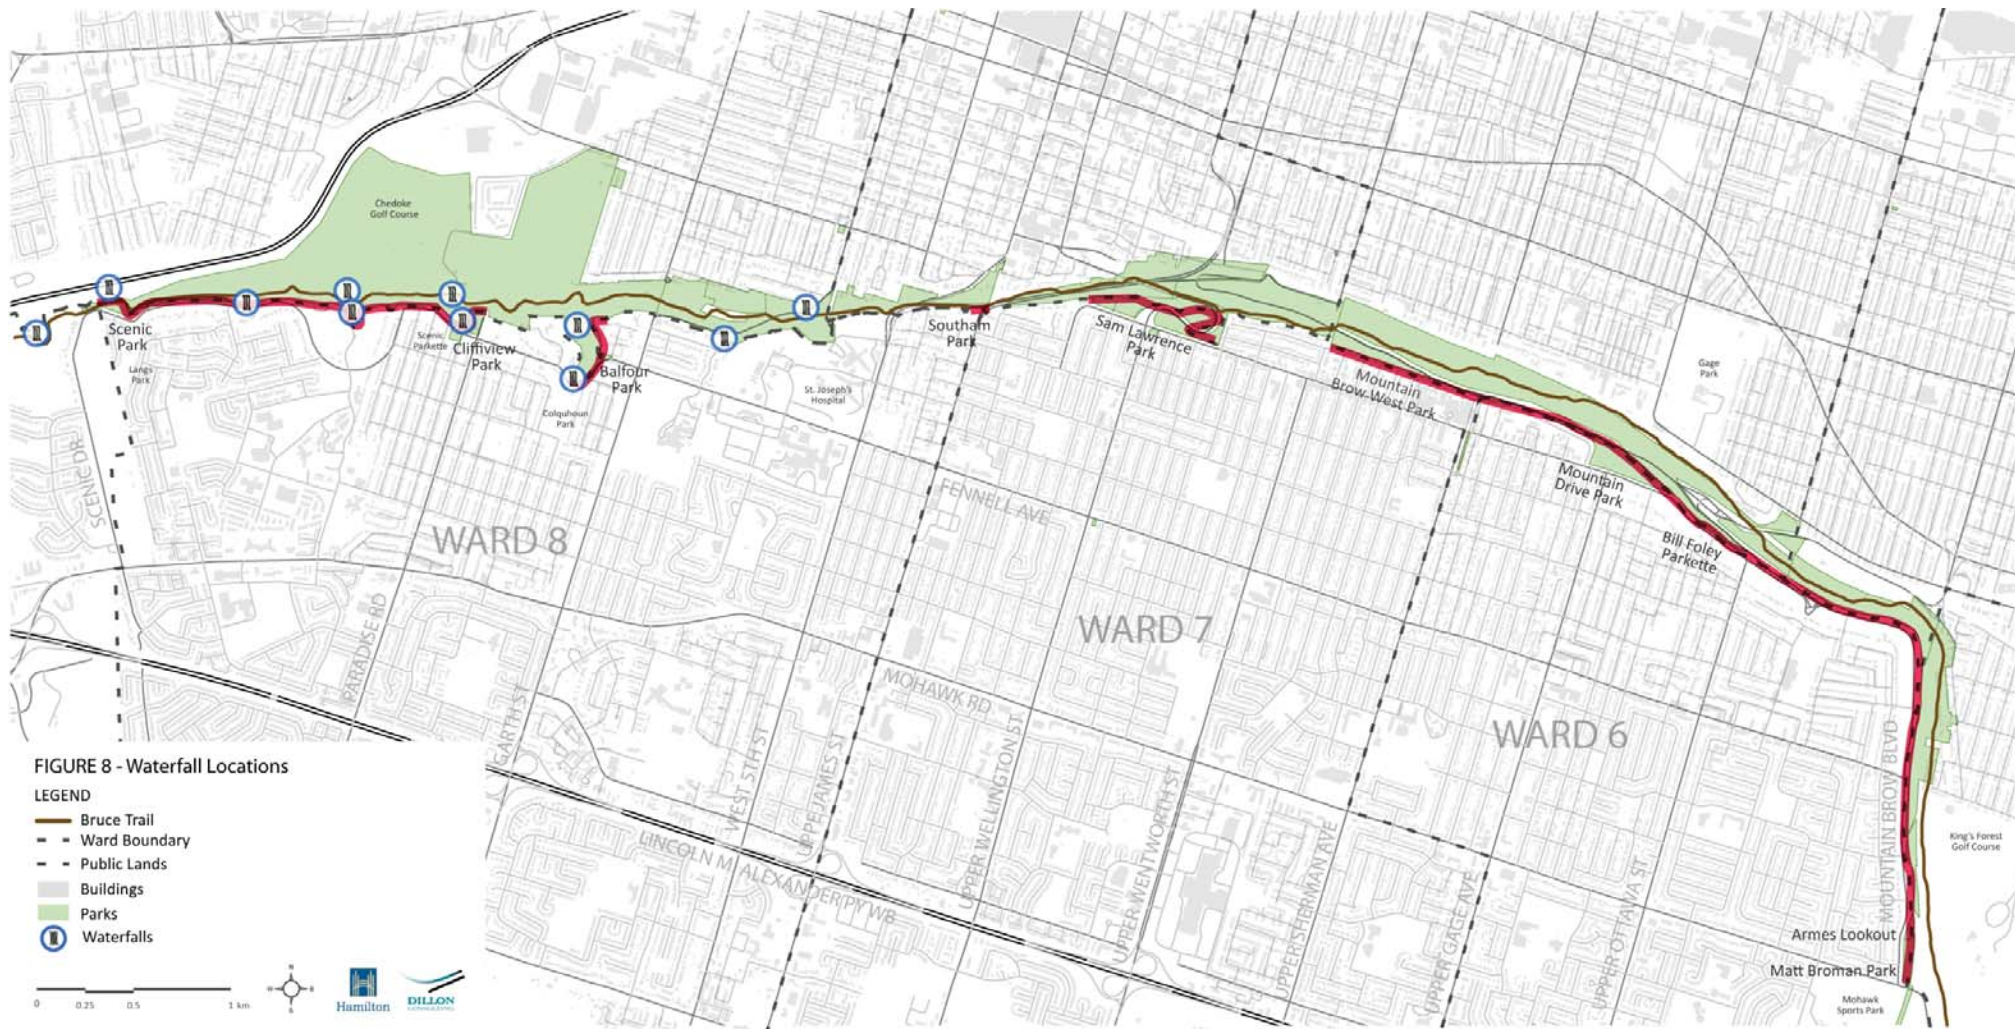 Chedoke
Golf Course
Scenic
Park
Langs
Park
Scenic
Parkette
Cliffview
Park
Balfour
Park
Colquhoun
Park
St. Joseph's
Hospital
Southam
Park
Sam Lawrence
Park
Mountain
Brow West Park
Gage
Park
Mountain
Drive Park
Bill Foley
Parkette
SCENIC DR
FENNELL AVE
WARD 8
WARD 7
WARD 6
PARADISE RD
GARTH ST
MOHAWK RD
WEST 5TH ST
UPPER JAMES ST
UPPER WELLINGTON ST
UPPER WENTWORTH ST
UPPER SHERMAN AVE
UPPER GAGE AVE
UPPER OTTAWA ST
MOUNTAIN BROW BLVD
LINCOLN M. ALEXANDER PY WB
King's Forest
Golf Course
Armes Lookout
Matt Broman Park
Mohawk
Sports Park
FIGURE 8 - Waterfall Locations
LEGEND
Bruce Trail
Ward Boundary
Public Lands
Buildings
Parks
Waterfalls
0 0.25 0.5 1 km
N
W
S
Hamilton
DILLON
CONSULTING